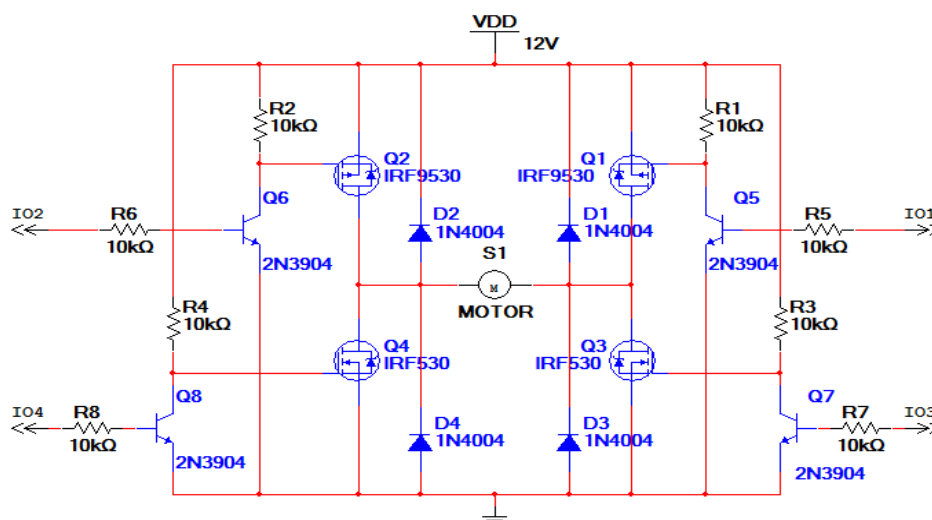 VDD
12V
R2
10kΩ
R1
10kΩ
Q2
IRF9530
Q1
IRF9530
Q6
Q5
IO2
R6
10kΩ
2N3904
D2
1N4004
D1
1N4004
R5
10kΩ
IO1
2N3904
S1
M
MOTOR
R4
10kΩ
R3
10kΩ
Q4
IRF530
Q3
IRF530
Q8
Q7
IO4
R8
10kΩ
2N3904
D4
1N4004
D3
1N4004
R7
10kΩ
IO3
2N3904